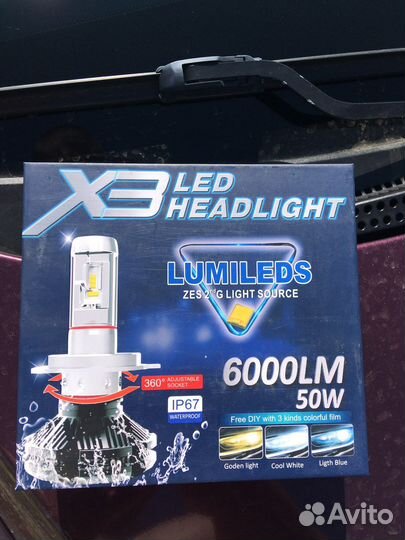 X3 LED
HEADLIGHT
LUMILEDS
ZES 2ND G LIGHT SOURCE
6000LM
50W
360° ADJUSTABLE
SOCKET
IP67
WATERPROOF
Free DIY with 3 kinds colorful film
Goden light
Cool White
Ligth Blue
Avito